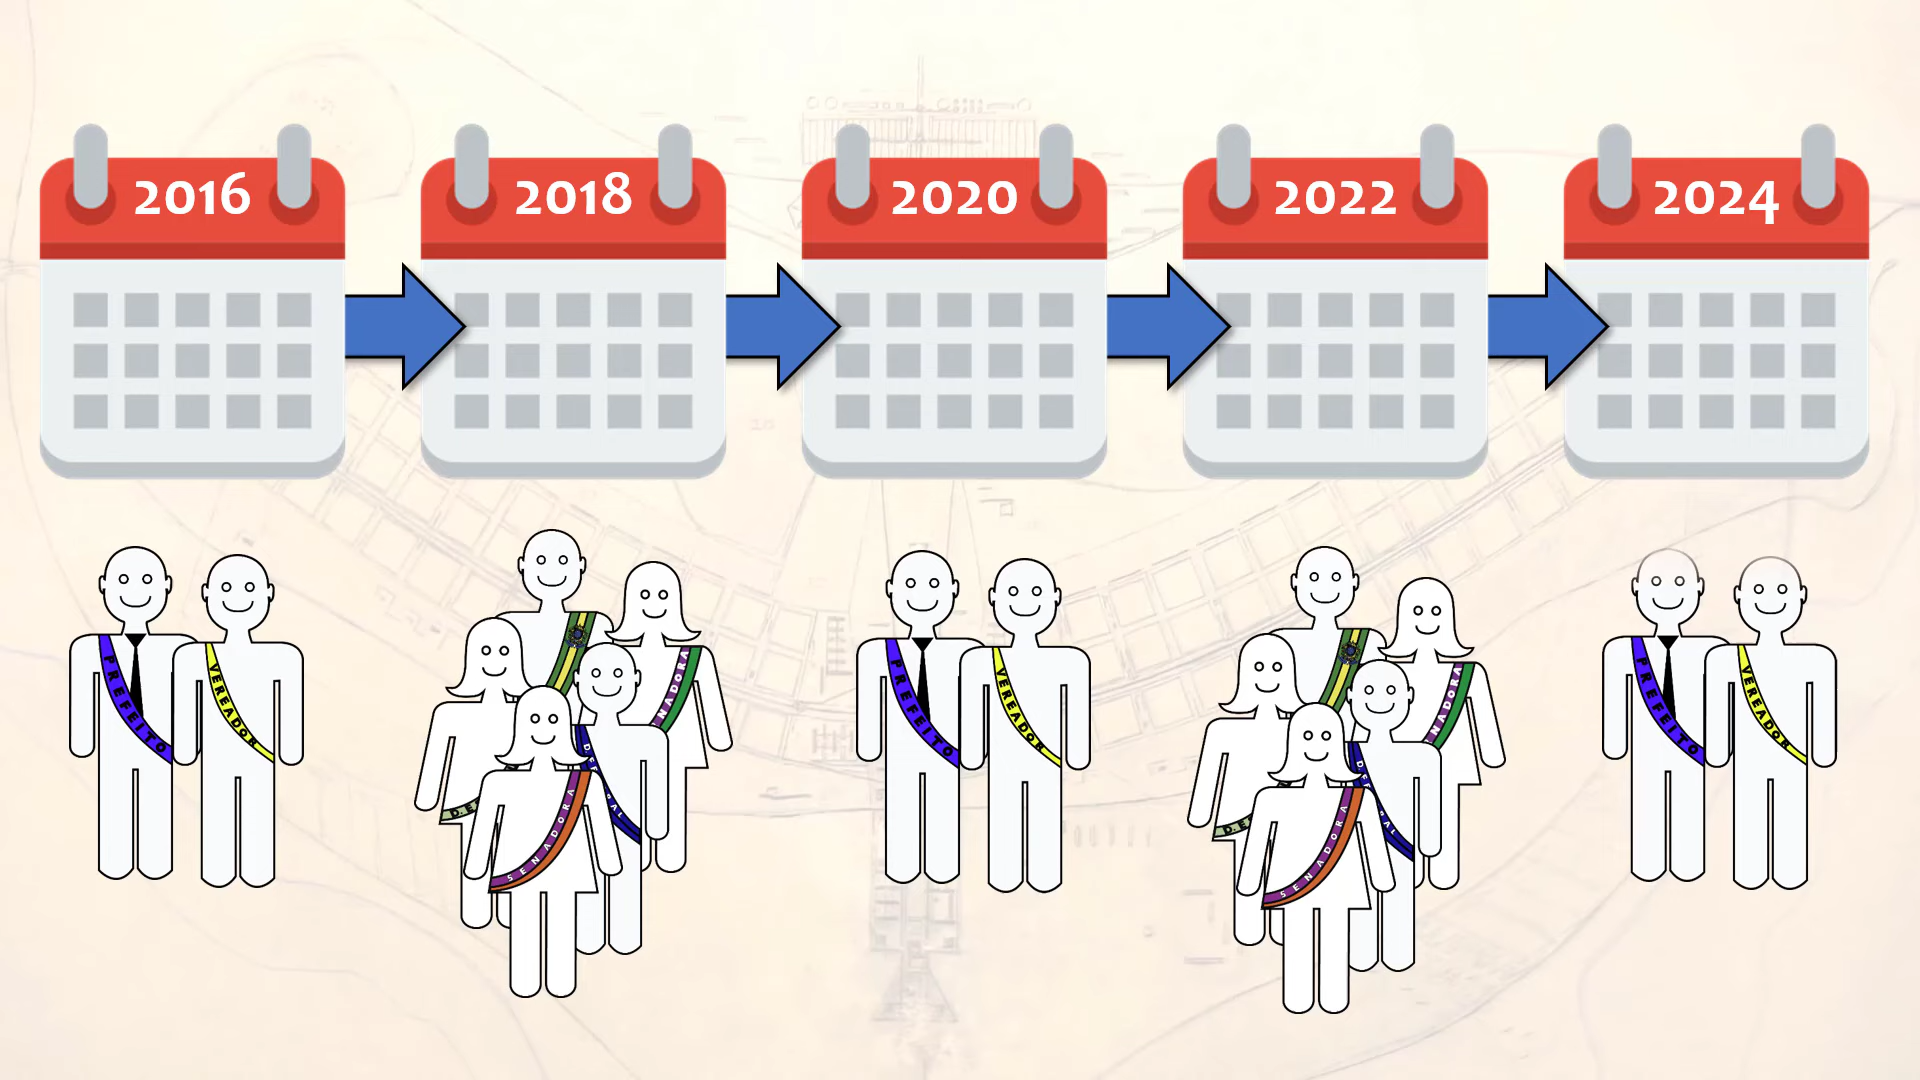 2016
2018
2020
2022
2024
PREFEITO
VEREADOR
SENADORA
PREFEITO
VEREADOR
SENADORA
PREFEITO
VEREADOR